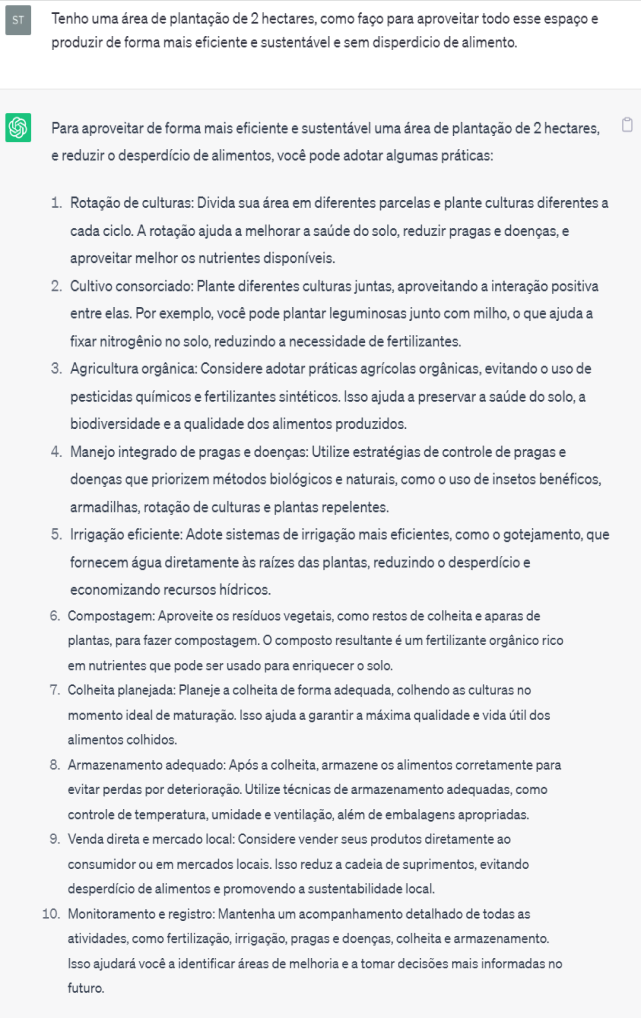 ST
Tenho uma área de plantação de 2 hectares, como faço para aproveitar todo esse espaço e
produzir de forma mais eficiente e sustentável e sem disperdicio de alimento.
Para aproveitar de forma mais eficiente e sustentável uma área de plantação de 2 hectares,
e reduzir o desperdício de alimentos, você pode adotar algumas práticas:
1. Rotação de culturas: Divida sua área em diferentes parcelas e plante culturas diferentes a
cada ciclo. A rotação ajuda a melhorar a saúde do solo, reduzir pragas e doenças, e
aproveitar melhor os nutrientes disponíveis.
2. Cultivo consorciado: Plante diferentes culturas juntas, aproveitando a interação positiva
entre elas. Por exemplo, você pode plantar leguminosas junto com milho, o que ajuda a
fixar nitrogênio no solo, reduzindo a necessidade de fertilizantes.
3. Agricultura orgânica: Considere adotar práticas agrícolas orgânicas, evitando o uso de
pesticidas químicos e fertilizantes sintéticos. Isso ajuda a preservar a saúde do solo, a
biodiversidade e a qualidade dos alimentos produzidos.
4. Manejo integrado de pragas e doenças: Utilize estratégias de controle de pragas e
doenças que priorizem métodos biológicos e naturais, como o uso de insetos benéficos,
armadilhas, rotação de culturas e plantas repelentes.
5. Irrigação eficiente: Adote sistemas de irrigação mais eficientes, como o gotejamento, que
fornecem água diretamente às raízes das plantas, reduzindo o desperdício e
economizando recursos hídricos.
6. Compostagem: Aproveite os resíduos vegetais, como restos de colheita e aparas de
plantas, para fazer compostagem. O composto resultante é um fertilizante orgânico rico
em nutrientes que pode ser usado para enriquecer o solo.
7. Colheita planejada: Planeje a colheita de forma adequada, colhendo as culturas no
momento ideal de maturação. Isso ajuda a garantir a máxima qualidade e vida útil dos
alimentos colhidos.
8. Armazenamento adequado: Após a colheita, armazene os alimentos corretamente para
evitar perdas por deterioração. Utilize técnicas de armazenamento adequadas, como
controle de temperatura, umidade e ventilação, além de embalagens apropriadas.
9. Venda direta e mercado local: Considere vender seus produtos diretamente ao
consumidor ou em mercados locais. Isso reduz a cadeia de suprimentos, evitando
desperdício de alimentos e promovendo a sustentabilidade local.
10. Monitoramento e registro: Mantenha um acompanhamento detalhado de todas as
atividades, como fertilização, irrigação, pragas e doenças, colheita e armazenamento.
Isso ajudará você a identificar áreas de melhoria e a tomar decisões mais informadas no
futuro.